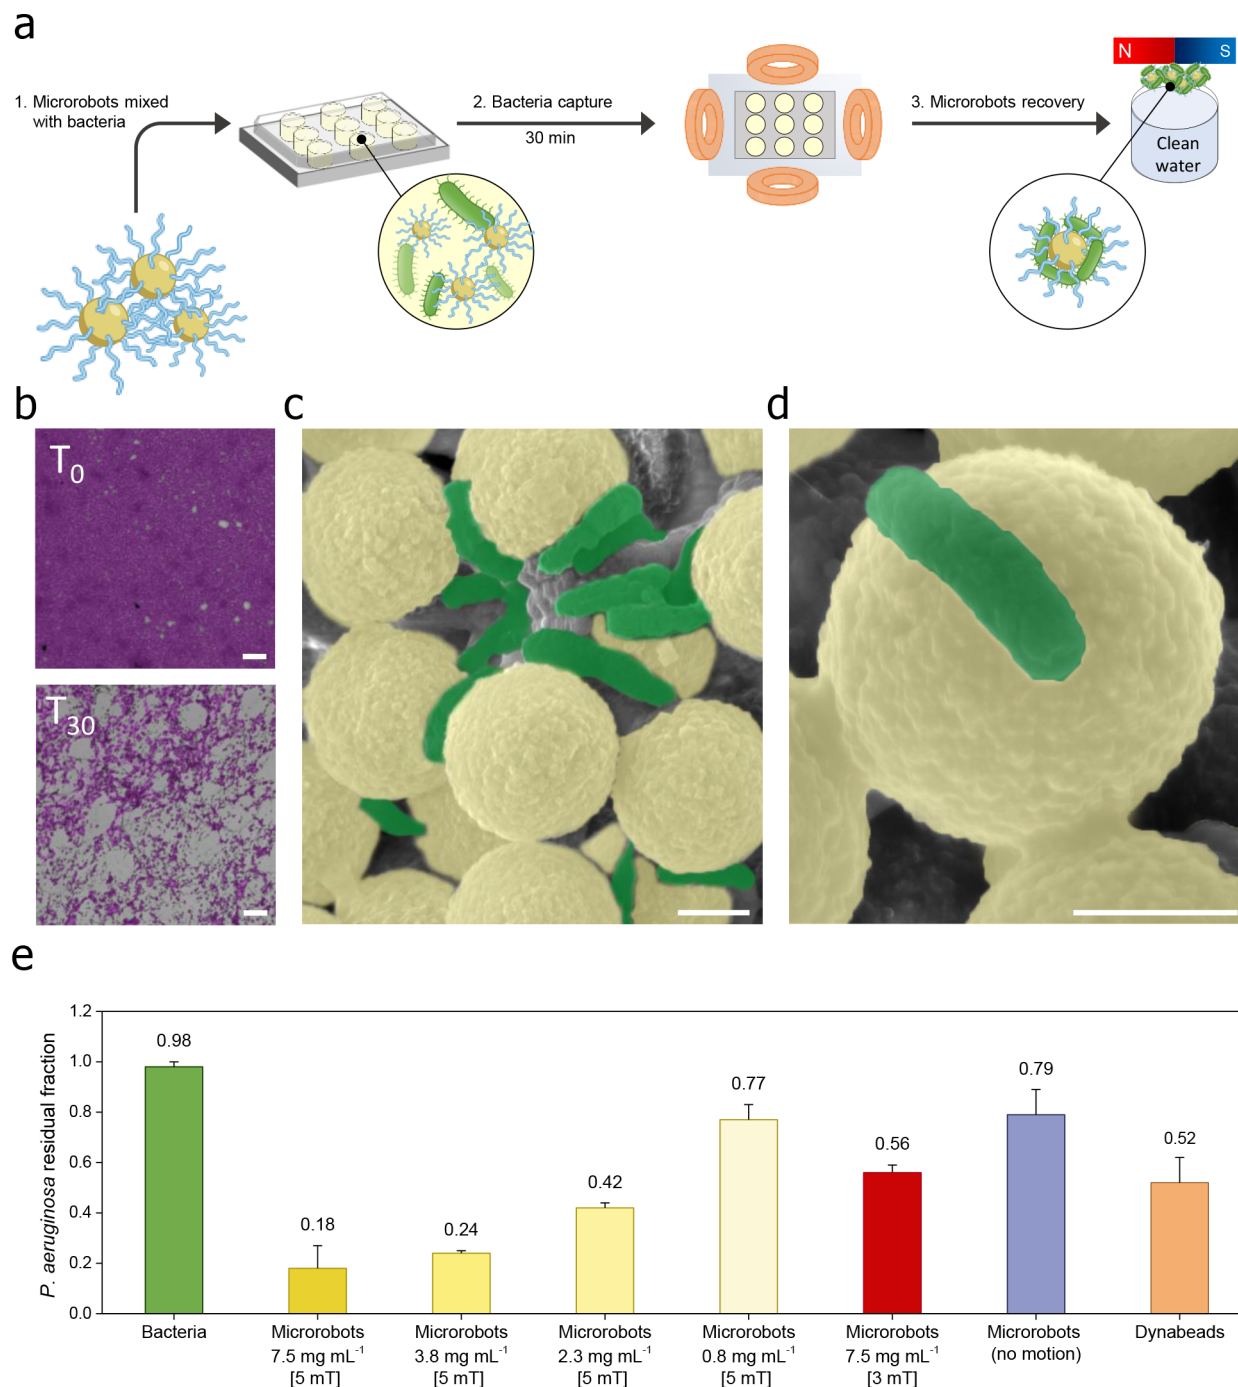 a
1. Microrobots mixed
with bacteria
2. Bacteria capture
30 min
3. Microrobots recovery
N S
Clean
water
b
T0
T30
c
d
e
P. aeruginosa residual fraction
1.2
1.0
0.8
0.6
0.4
0.2
0.0
0.98
0.18
0.24
0.42
0.77
0.56
0.79
0.52
Bacteria
Microrobots
7.5 mg mL⁻¹
[5 mT]
Microrobots
3.8 mg mL⁻¹
[5 mT]
Microrobots
2.3 mg mL⁻¹
[5 mT]
Microrobots
0.8 mg mL⁻¹
[5 mT]
Microrobots
7.5 mg mL⁻¹
[3 mT]
Microrobots
(no motion)
Dynabeads